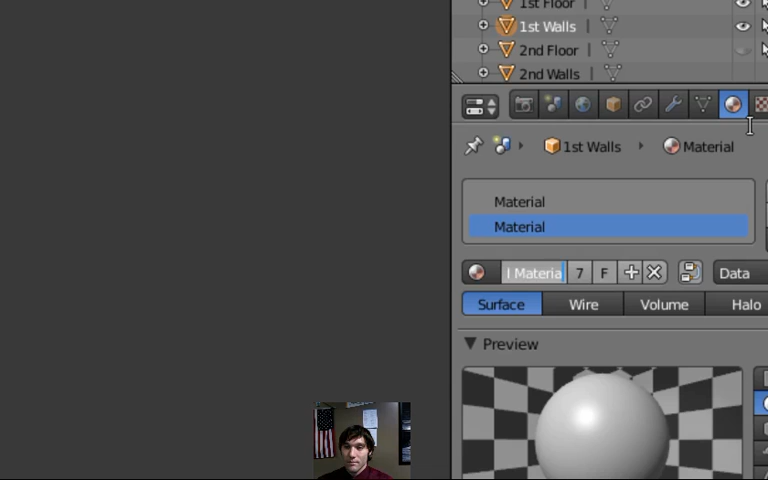 1st Floor
1st Walls
2nd Floor
2nd Walls
1st Walls Material
Material
Material
l Materia 7 F Data
Surface Wire Volume Halo
Preview